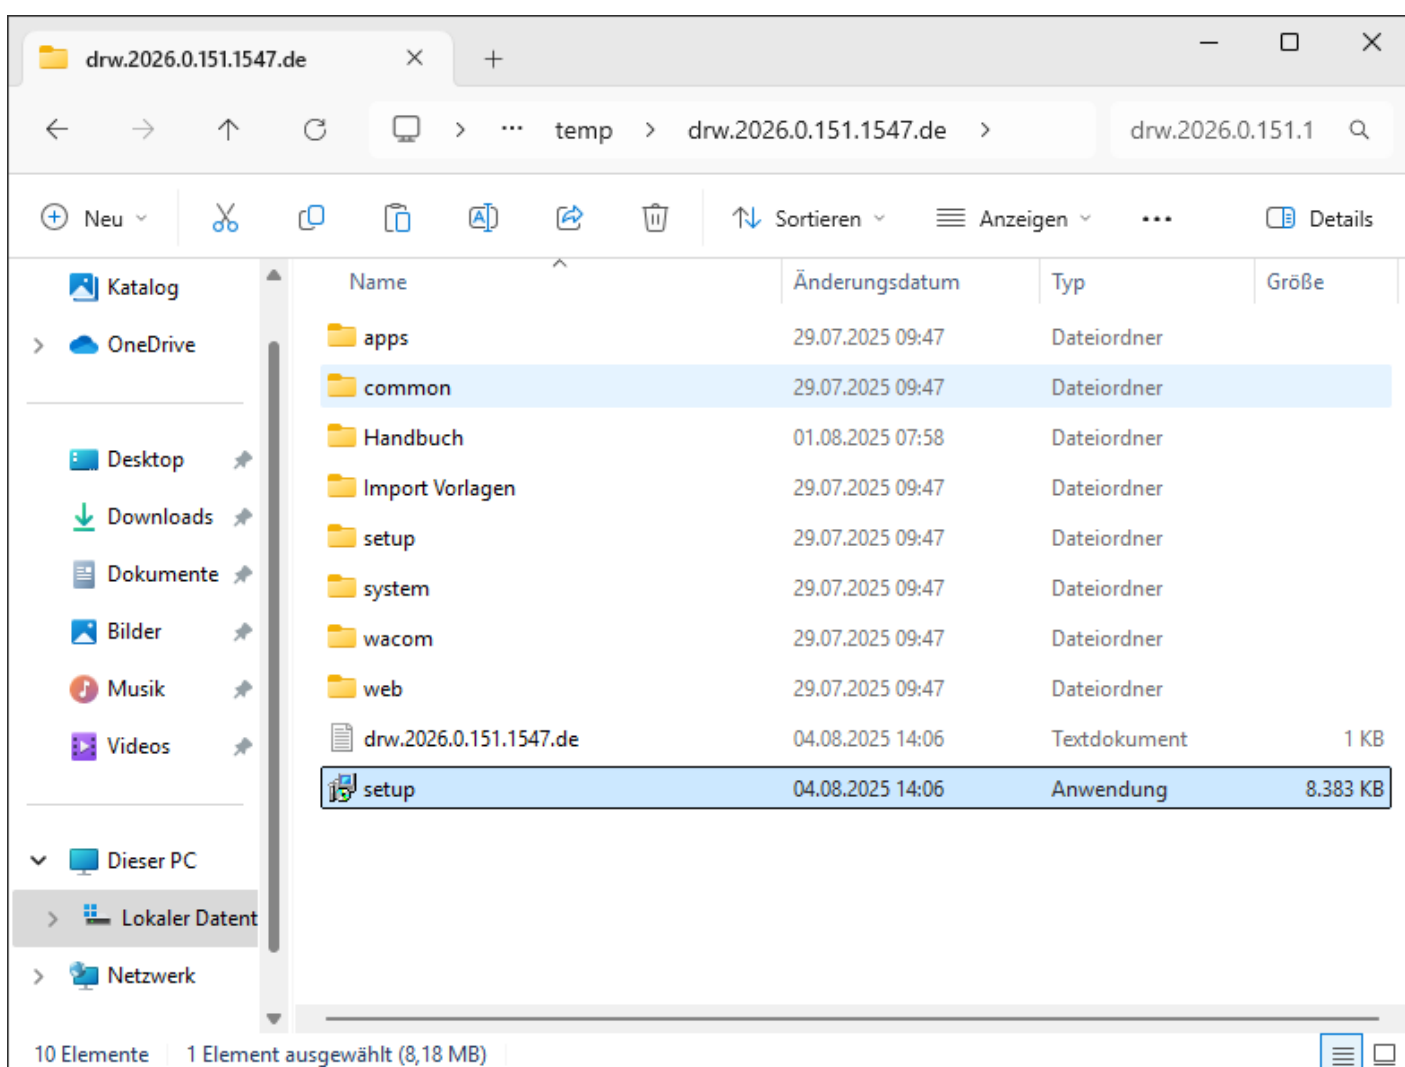 drw.2026.0.151.1547.de
temp > drw.2026.0.151.1547.de > drw.2026.0.151.1
Neu Sortieren Anzeigen Details
Katalog
OneDrive
Desktop
Downloads
Dokumente
Bilder
Musik
Videos
Dieser PC
Lokaler Datent
Netzwerk
Name Änderungsdatum Typ Größe
apps 29.07.2025 09:47 Dateiordner
common 29.07.2025 09:47 Dateiordner
Handbuch 01.08.2025 07:58 Dateiordner
Import Vorlagen 29.07.2025 09:47 Dateiordner
setup 29.07.2025 09:47 Dateiordner
system 29.07.2025 09:47 Dateiordner
wacom 29.07.2025 09:47 Dateiordner
web 29.07.2025 09:47 Dateiordner
drw.2026.0.151.1547.de 04.08.2025 14:06 Textdokument 1 KB
setup 04.08.2025 14:06 Anwendung 8.383 KB
10 Elemente 1 Element ausgewählt (8,18 MB)